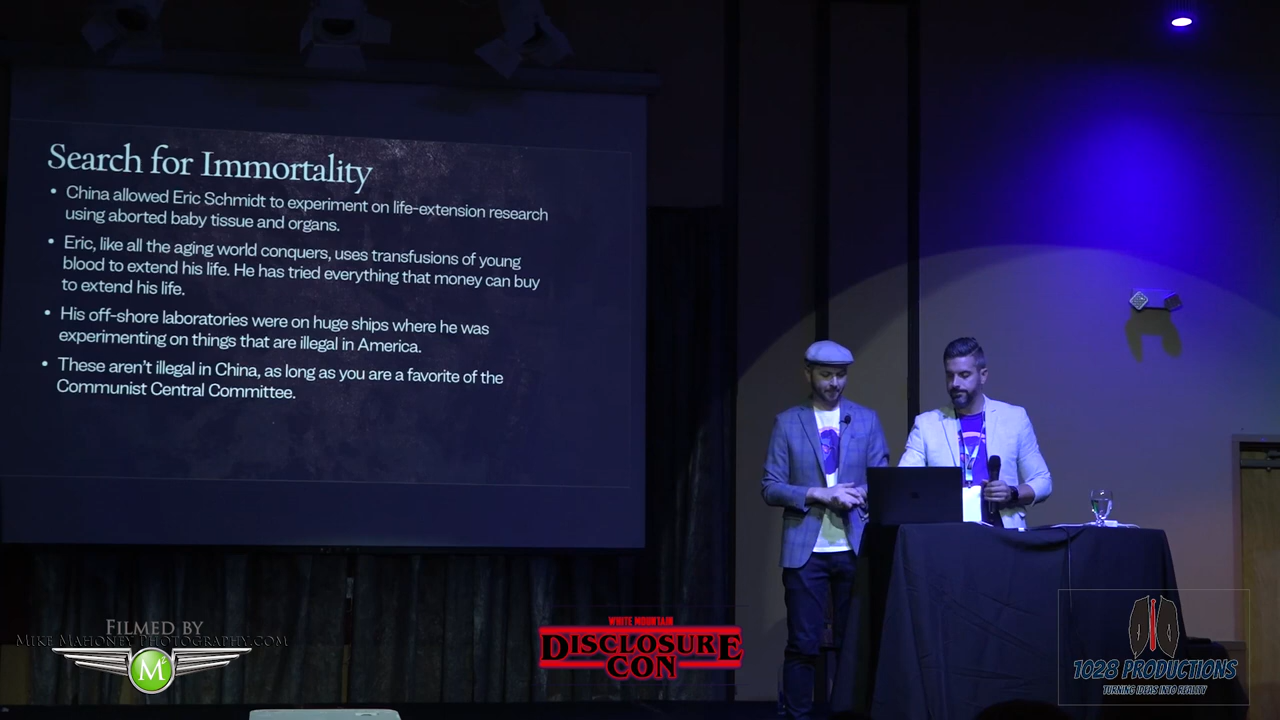 Search for Immortality
• China allowed Eric Schmidt to experiment on life-extension research
using aborted baby tissue and organs.
• Eric, like all the aging world conquers, uses transfusions of young
blood to extend his life. He has tried everything that money can buy
to extend his life.
• His off-shore laboratories were on huge ships where he was
experimenting on things that are illegal in America.
• These aren't illegal in China, as long as you are a favorite of the
Communist Central Committee.
FILMED BY
MIKE MAHONEY PHOTOGRAPHY.COM
M²
WHITE MOUNTAIN
DISCLOSURE
CON
1028 PRODUCTIONS
TURNING IDEAS INTO REALITY